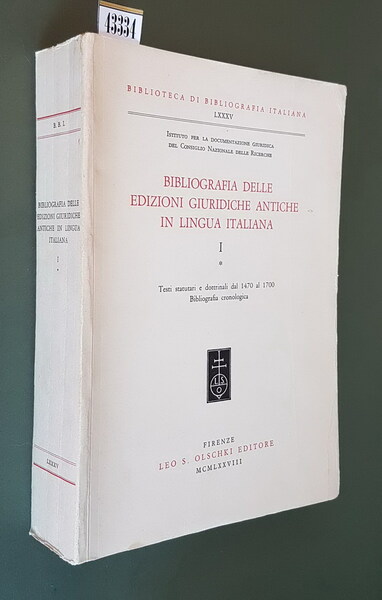 43334
BIBLIOTECA DI BIBLIOGRAFIA ITALIANA
LXXXV
ISTITUTO PER LA DOCUMENTAZIONE GIURIDICA
DEL CONSIGLIO NAZIONALE DELLE RICERCHE
BIBLIOGRAFIA DELLE
EDIZIONI GIURIDICHE ANTICHE
IN LINGUA ITALIANA
I
*
Testi statutari e dottrinali dal 1470 al 1700
Bibliografia cronologica
LSO
FIRENZE
LEO S. OLSCHKI EDITORE
MCMLXXVIII
B. B. I.
BIBLIOGRAFIA DELLE
EDIZIONI GIURIDICHE
ANTICHE IN LINGUA
ITALIANA
I
*
LXXXV